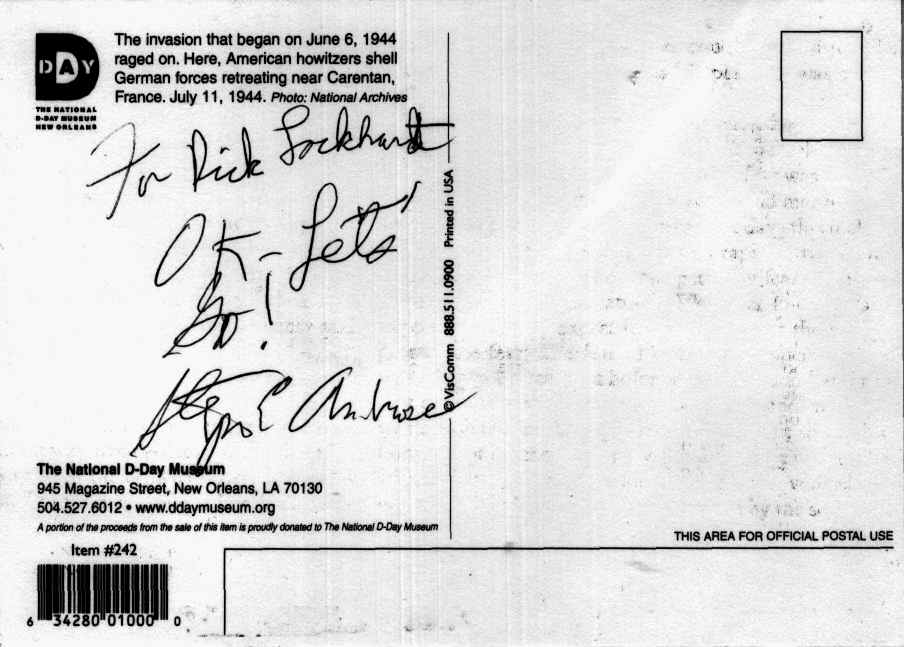 DAY
THE NATIONAL
D-DAY MUSEUM
NEW ORLEANS
The invasion that began on June 6, 1944
raged on. Here, American howitzers shell
German forces retreating near Carentan,
France. July 11, 1944. Photo: National Archives
For Dick Lockhart
OK - Let's
Go!
Stephen E Ambrose
The National D-Day Museum
945 Magazine Street, New Orleans, LA 70130
504.527.6012 • www.ddaymuseum.org
A portion of the proceeds from the sale of this item is proudly donated to The National D-Day Museum
Item #242
6 34280 01000 0
© VisComm 888.511.0900 Printed in USA
THIS AREA FOR OFFICIAL POSTAL USE